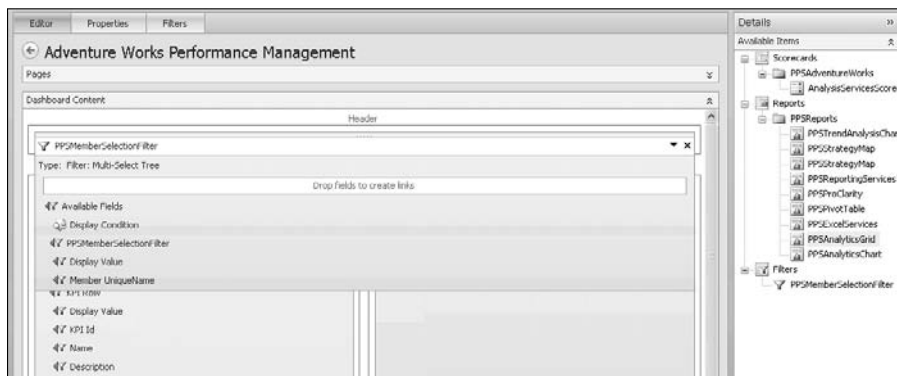 Editor Properties Filters
Adventure Works Performance Management
Pages
Dashboard Content
Header
PPSMemberSelectionFilter
Type: Filter: Multi-Select Tree
Drop fields to create links
Available Fields
Display Condition
PPSMemberSelectionFilter
Display Value
Member UniqueName
KPI Row
Display Value
KPI Id
Name
Description
Details
Available Items
Scorecards
PPSAdventureWorks
AnalysisServicesScore
Reports
PPSReports
PPSTrendAnalysisChar
PPSStrategyMap
PPSStrategyMap
PPSReportingServices
PPSProClarity
PPSPivotTable
PPSExcelServices
PPSAnalyticsGrid
PPSAnalyticsChart
Filters
PPSMemberSelectionFilter